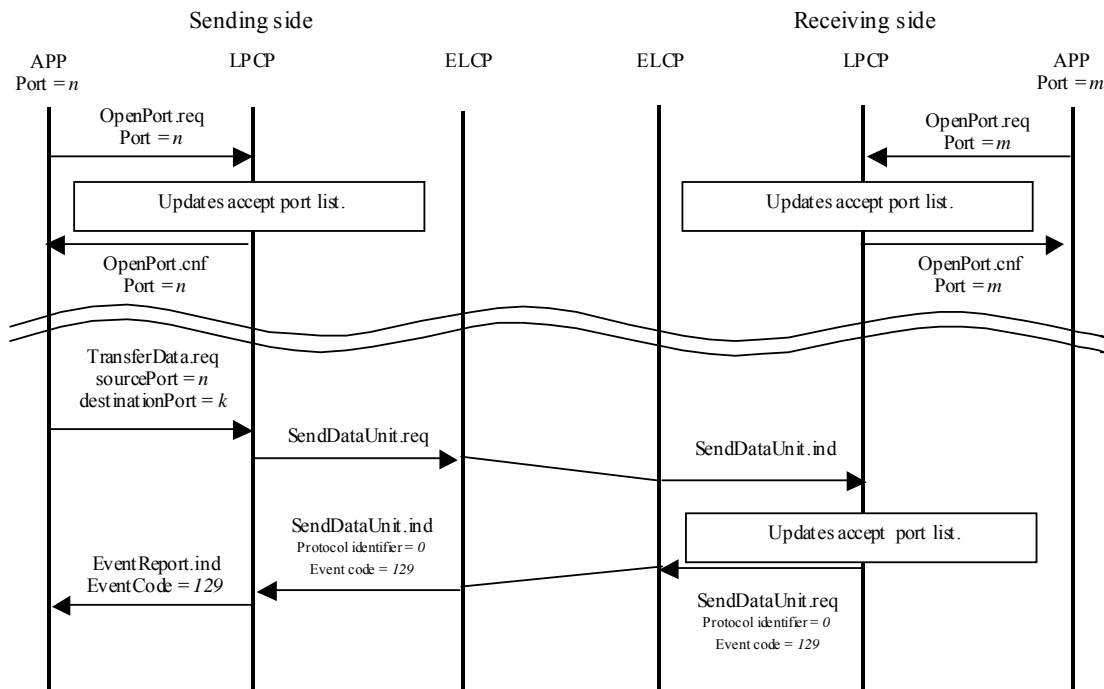 Sending side
Receiving side
APP
Port = n
LPCP
ELCP
ELCP
LPCP
APP
Port = m
OpenPort.req
Port = n
OpenPort.req
Port = m
Updates accept port list.
Updates accept port list.
OpenPort.cnf
Port = n
OpenPort.cnf
Port = m
TransferData.req
sourcePort = n
destinationPort = k
SendDataUnit.req
SendDataUnit.ind
Updates accept port list.
SendDataUnit.ind
Protocol identifier = 0
Event code = 129
EventReport.ind
EventCode = 129
SendDataUnit.req
Protocol identifier = 0
Event code = 129